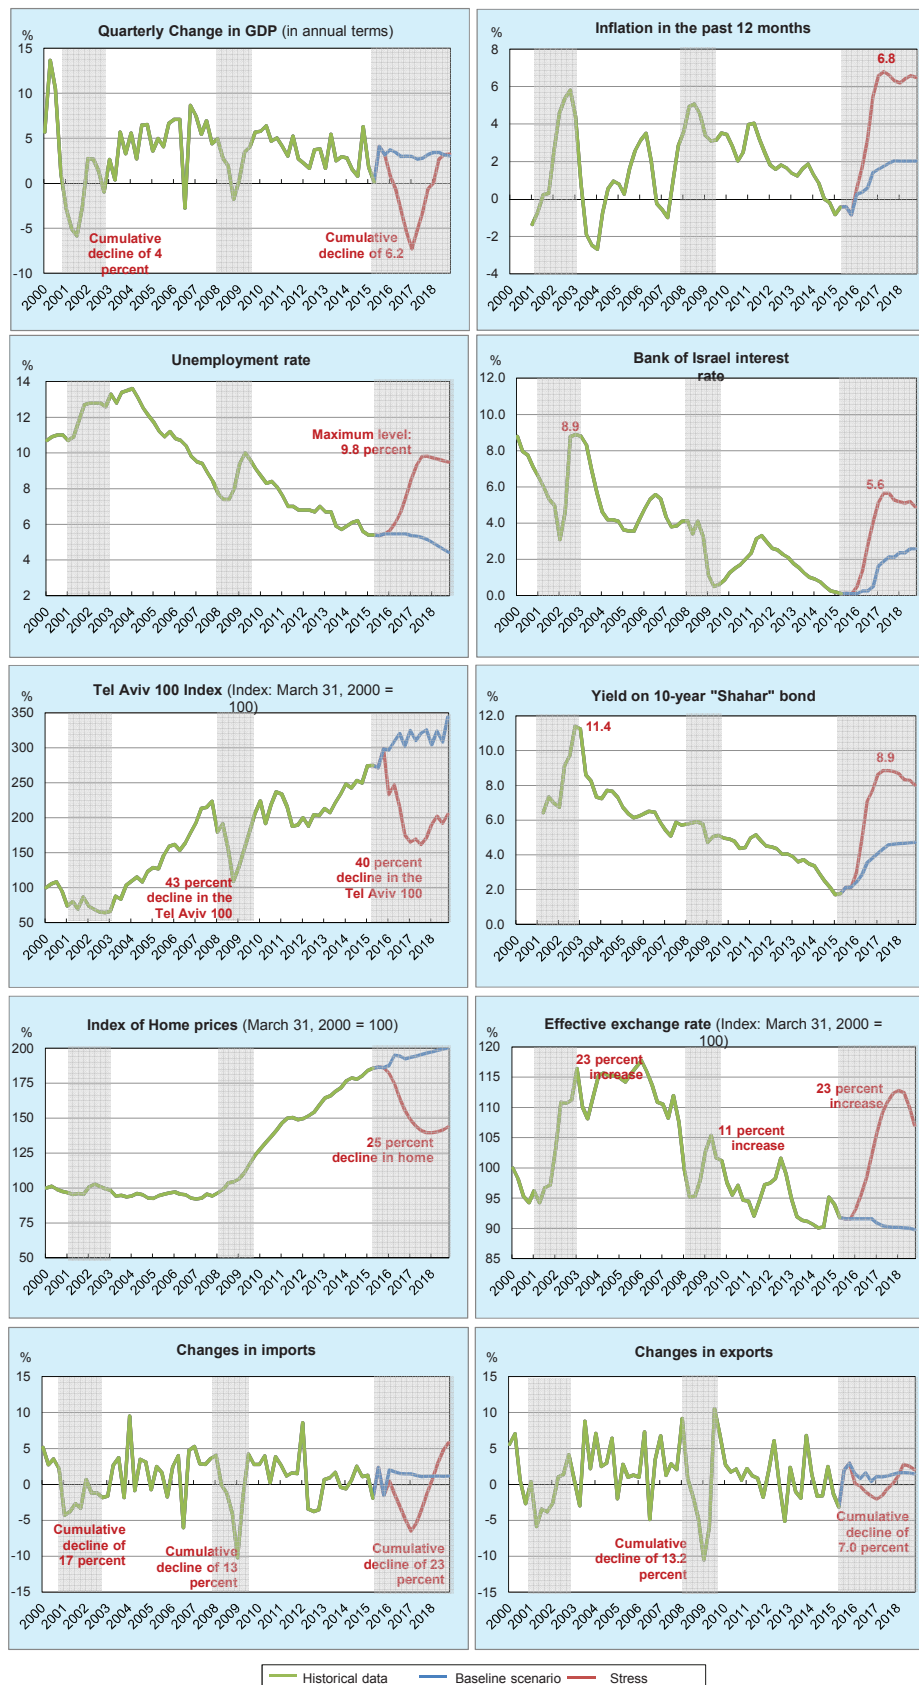 Quarterly Change in GDP (in annual terms)
%
15
10
5
0
-5
-10
Cumulative
decline of 4
percent
Cumulative
decline of 6.2
2000 2001 2002 2003 2004 2005 2006 2007 2008 2009 2010 2011 2012 2013 2014 2015 2016 2017 2018
Inflation in the past 12 months
%
8
6
4
2
0
-2
-4
6.8
2000 2001 2002 2003 2004 2005 2006 2007 2008 2009 2010 2011 2012 2013 2014 2015 2016 2017 2018
Unemployment rate
%
14
12
10
8
6
4
2
Maximum level:
9.8 percent
2000 2001 2002 2003 2004 2005 2006 2007 2008 2009 2010 2011 2012 2013 2014 2015 2016 2017 2018
Bank of Israel interest
rate
%
12.0
10.0
8.0
6.0
4.0
2.0
0.0
8.9
5.6
2000 2001 2002 2003 2004 2005 2006 2007 2008 2009 2010 2011 2012 2013 2014 2015 2016 2017 2018
Tel Aviv 100 Index (Index: March 31, 2000 =
100)
%
350
300
250
200
150
100
50
43 percent
decline in the
Tel Aviv 100
40 percent
decline in the
Tel Aviv 100
2000 2001 2002 2003 2004 2005 2006 2007 2008 2009 2010 2011 2012 2013 2014 2015 2016 2017 2018
Yield on 10-year "Shahar" bond
%
12.0
10.0
8.0
6.0
4.0
2.0
0.0
11.4
8.9
2000 2001 2002 2003 2004 2005 2006 2007 2008 2009 2010 2011 2012 2013 2014 2015 2016 2017 2018
Index of Home prices (March 31, 2000 = 100)
%
200
175
150
125
100
75
50
25 percent
decline in home
2000 2001 2002 2003 2004 2005 2006 2007 2008 2009 2010 2011 2012 2013 2014 2015 2016 2017 2018
Effective exchange rate (Index: March 31, 2000 =
100)
%
120
115
110
105
100
95
90
85
23 percent
increase
11 percent
increase
23 percent
increase
2000 2001 2002 2003 2004 2005 2006 2007 2008 2009 2010 2011 2012 2013 2014 2015 2016 2017 2018
Changes in imports
%
15
10
5
0
-5
-10
-15
Cumulative
decline of
17 percent
Cumulative
decline of 13
percent
Cumulative
decline of 23
percent
2000 2001 2002 2003 2004 2005 2006 2007 2008 2009 2010 2011 2012 2013 2014 2015 2016 2017 2018
Changes in exports
%
15
10
5
0
-5
-10
-15
Cumulative
decline of 13.2
percent
Cumulative
decline of
7.0 percent
2000 2001 2002 2003 2004 2005 2006 2007 2008 2009 2010 2011 2012 2013 2014 2015 2016 2017 2018
Historical data Baseline scenario Stress